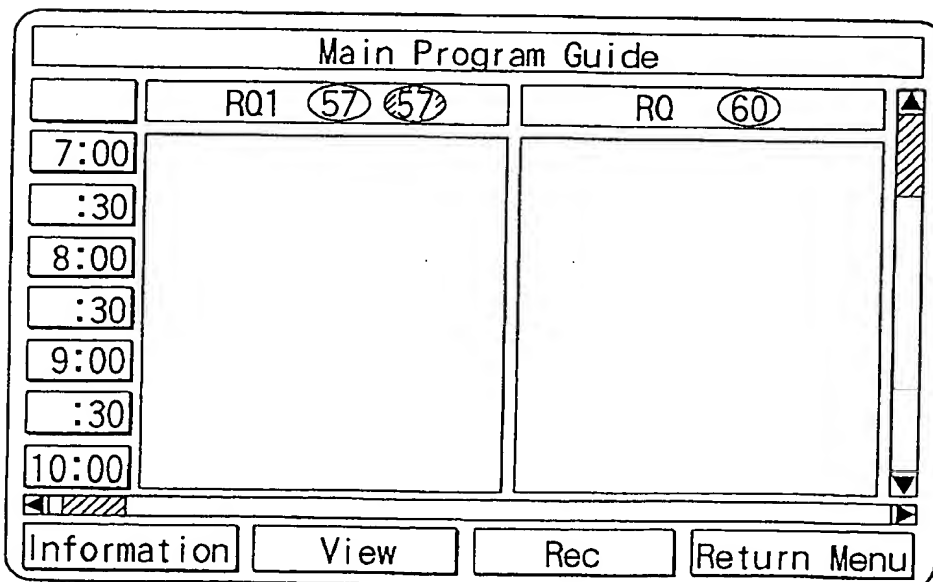 Main Program Guide
RQ1 57 57 RQ 60
7:00
:30
8:00
:30
9:00
:30
10:00
Information View Rec Return Menu